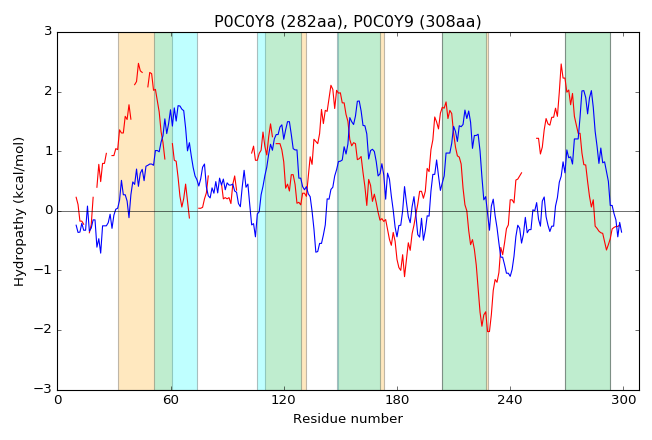 P0C0Y8 (282aa), P0C0Y9 (308aa)
Hydropathy (kcal/mol)
3
2
1
0
−1
−2
−3
0 60 120 180 240 300
Residue number